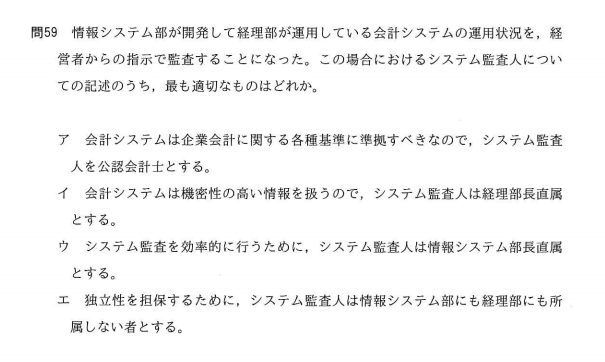 問59 情報システム部が開発して経理部が運用している会計システムの運用状況を，経
営者からの指示で監査することになった。この場合におけるシステム監査人につい
ての記述のうち，最も適切なものはどれか。
ア 会計システムは企業会計に関する各種基準に準拠すべきなので，システム監査
人を公認会計士とする。
イ 会計システムは機密性の高い情報を扱うので，システム監査人は経理部長直属
とする。
ウ システム監査を効率的に行うために，システム監査人は情報システム部長直属
とする。
エ 独立性を担保するために，システム監査人は情報システム部にも経理部にも所
属しない者とする。